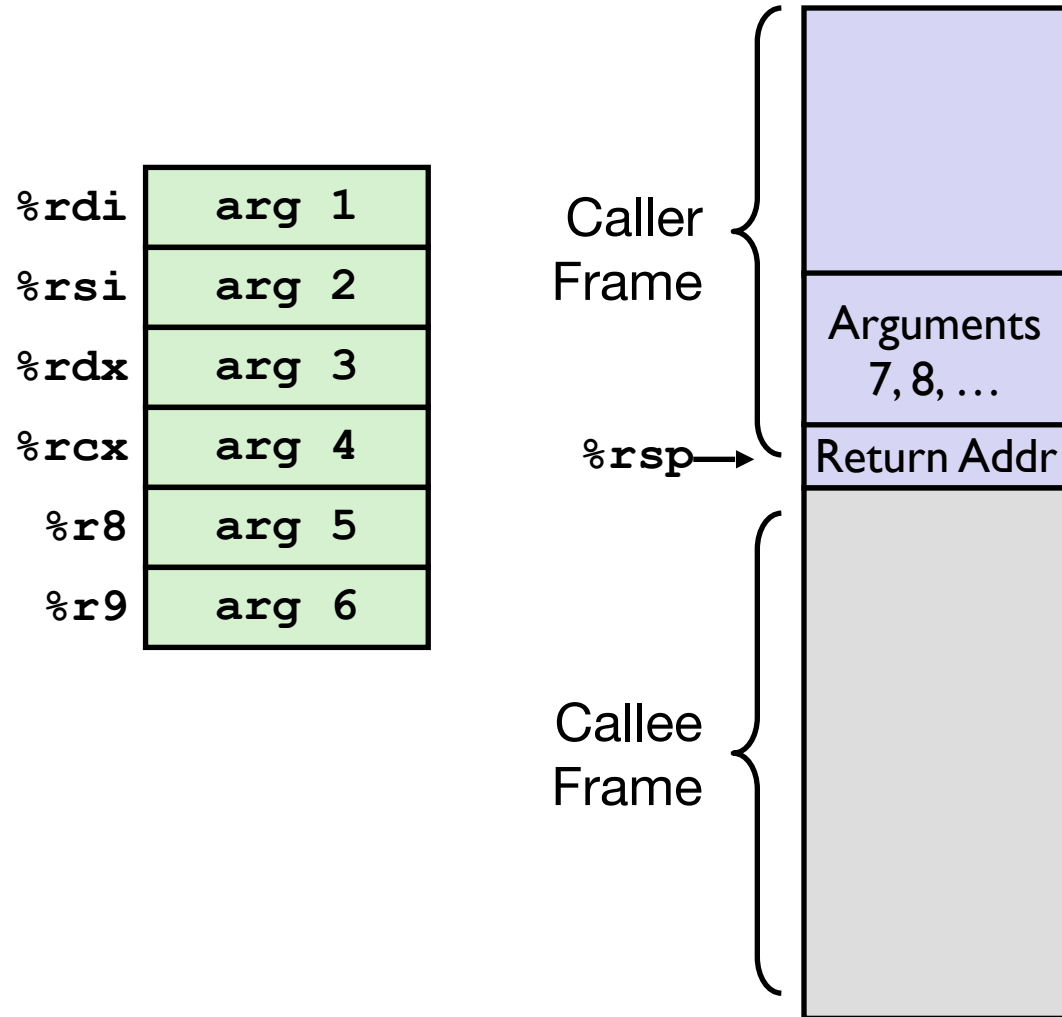 %rdi arg 1
%rsi arg 2
%rdx arg 3
%rcx arg 4
%r8 arg 5
%r9 arg 6
Caller
Frame
Arguments
7, 8, …
%rsp
Return Addr
Callee
Frame